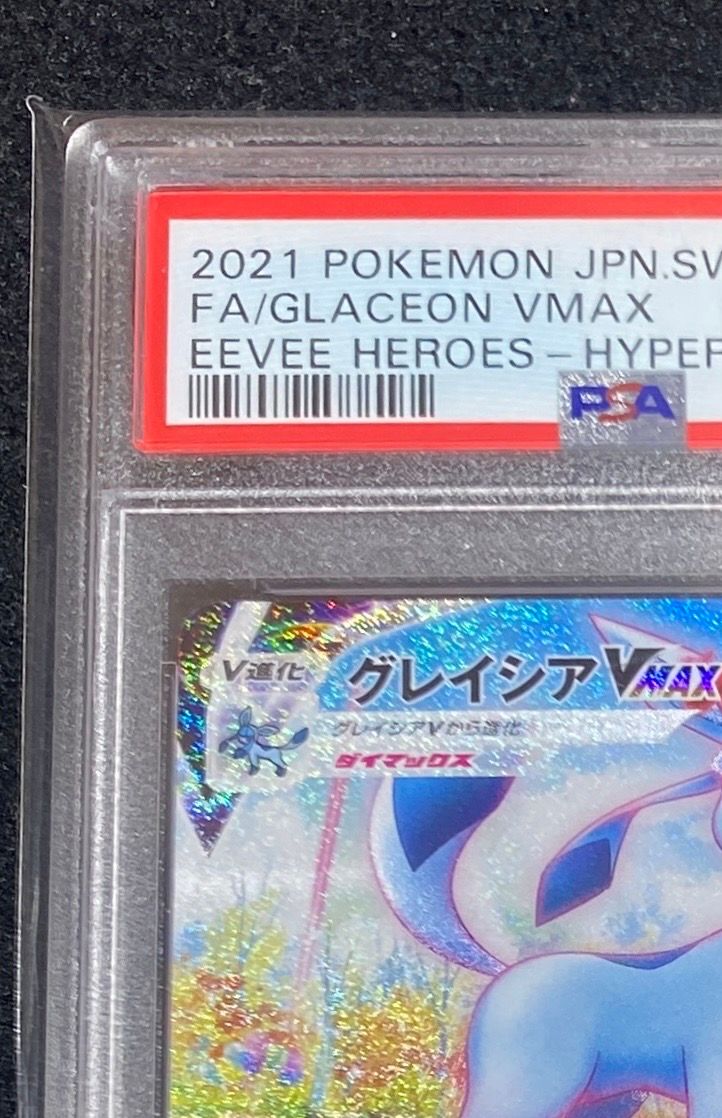 2021 POKEMON JPN.SW
FA/GLACEON VMAX
EEVEE HEROES-HYPER
PSA
V進化
グレイシアVMAX
グレイシアVから進化
ダイマックス